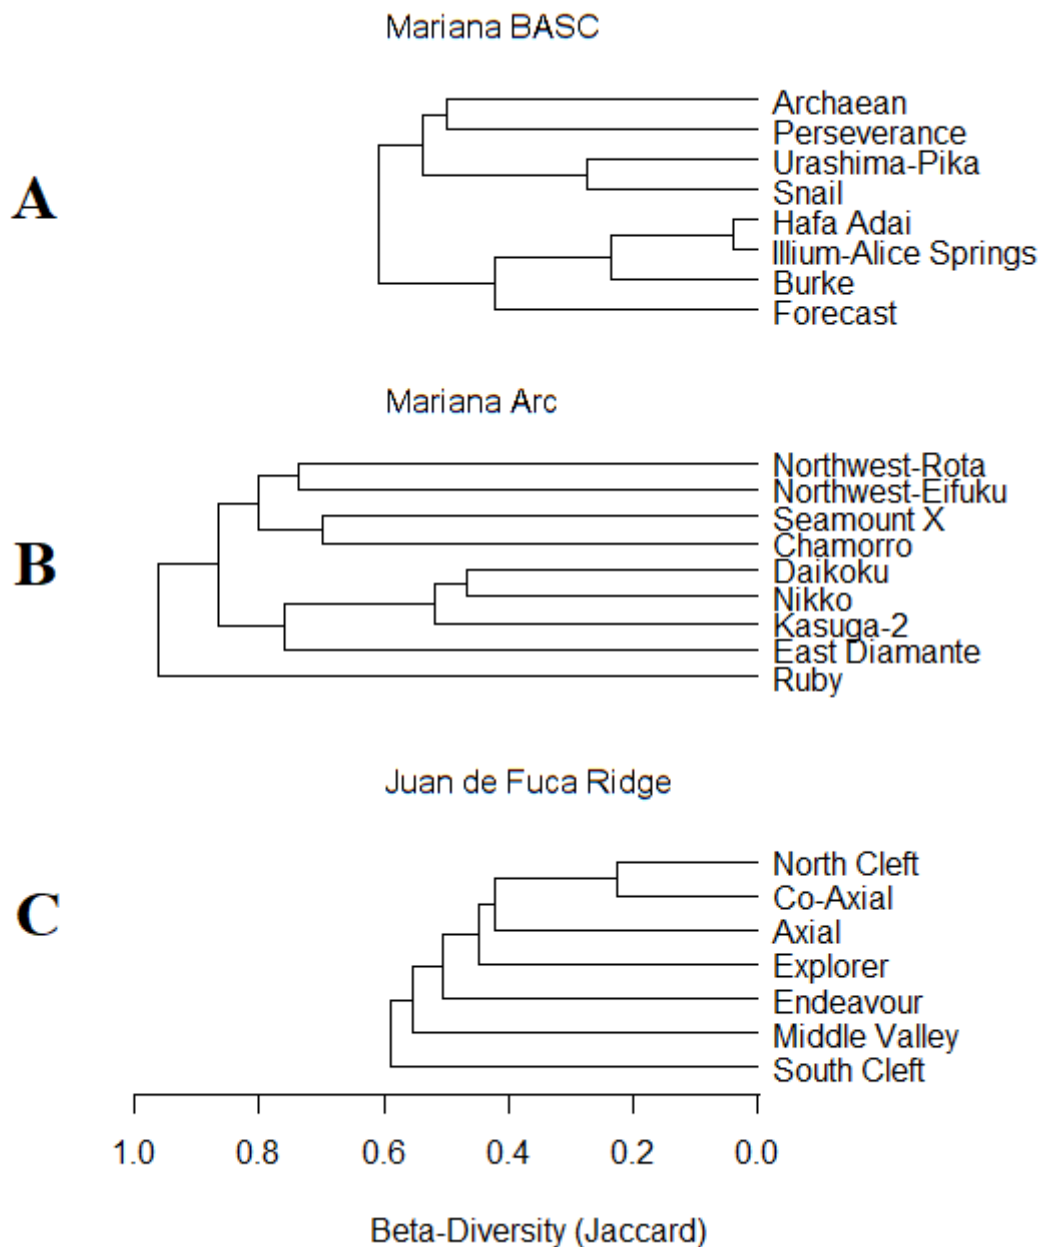 Mariana BASC
A
Archaean
Perseverance
Urashima-Pika
Snail
Hafa Adai
Illium-Alice Springs
Burke
Forecast
Mariana Arc
B
Northwest-Rota
Northwest-Eifuku
Seamount X
Chamorro
Daikoku
Nikko
Kasuga-2
East Diamante
Ruby
Juan de Fuca Ridge
C
North Cleft
Co-Axial
Axial
Explorer
Endeavour
Middle Valley
South Cleft
1.0 0.8 0.6 0.4 0.2 0.0
Beta-Diversity (Jaccard)